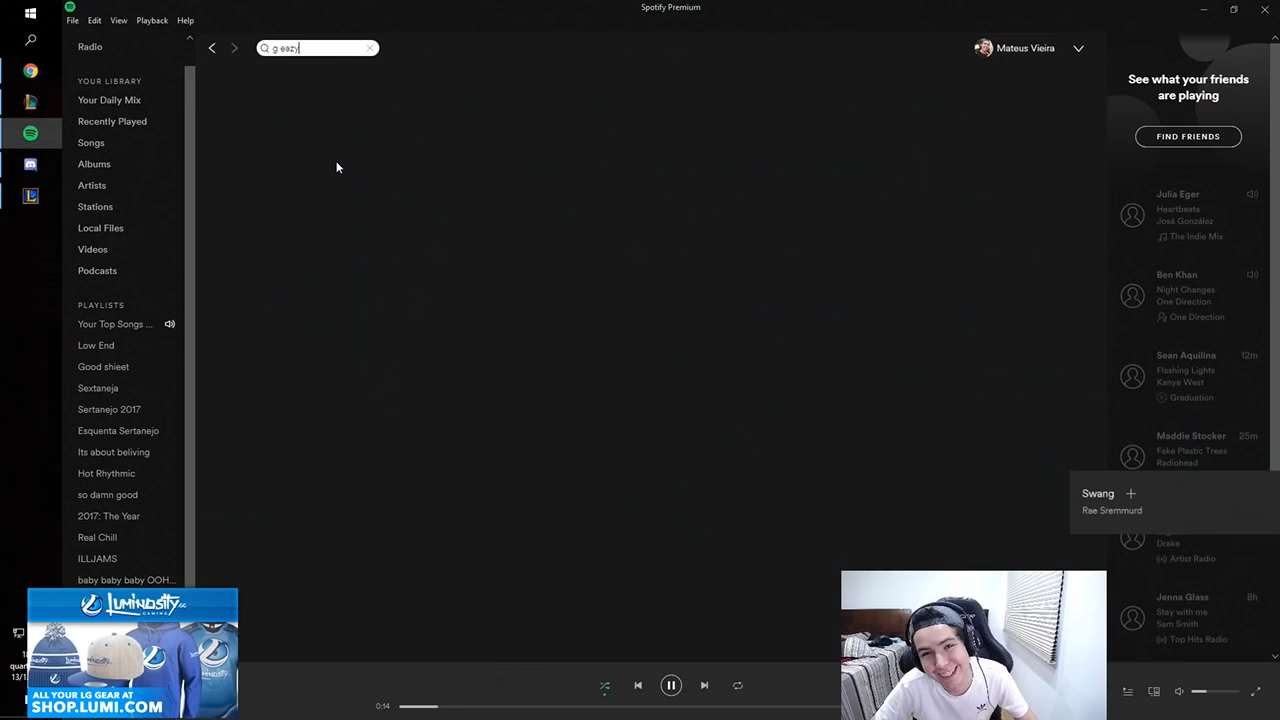 Spotify Premium
File Edit View Playback Help
g eazy
Mateus Vieira
Radio
YOUR LIBRARY
Your Daily Mix
Recently Played
Songs
Albums
Artists
Stations
Local Files
Videos
Podcasts
PLAYLISTS
Your Top Songs ...
Low End
Good shieet
Sextaneja
Sertanejo 2017
Esquenta Sertanejo
Its about beliving
Hot Rhythmic
so damn good
2017: The Year
Real Chill
ILLJAMS
baby baby baby OOH...
See what your friends
are playing
FIND FRIENDS
Julia Eger
Heartbeats
José González
The Indie Mix
Ben Khan
Night Changes
One Direction
One Direction
Sean Aquilina 12m
Flashing Lights
Kanye West
Graduation
Maddie Stocker 25m
Fake Plastic Trees
Radiohead
Swang
Rae Sremmurd
Drake
Artist Radio
Jenna Glass 8h
Stay with me
Sam Smith
Top Hits Radio
LUMINOSITY
ALL YOUR LG GEAR AT
SHOP.LUMI.COM
0:14